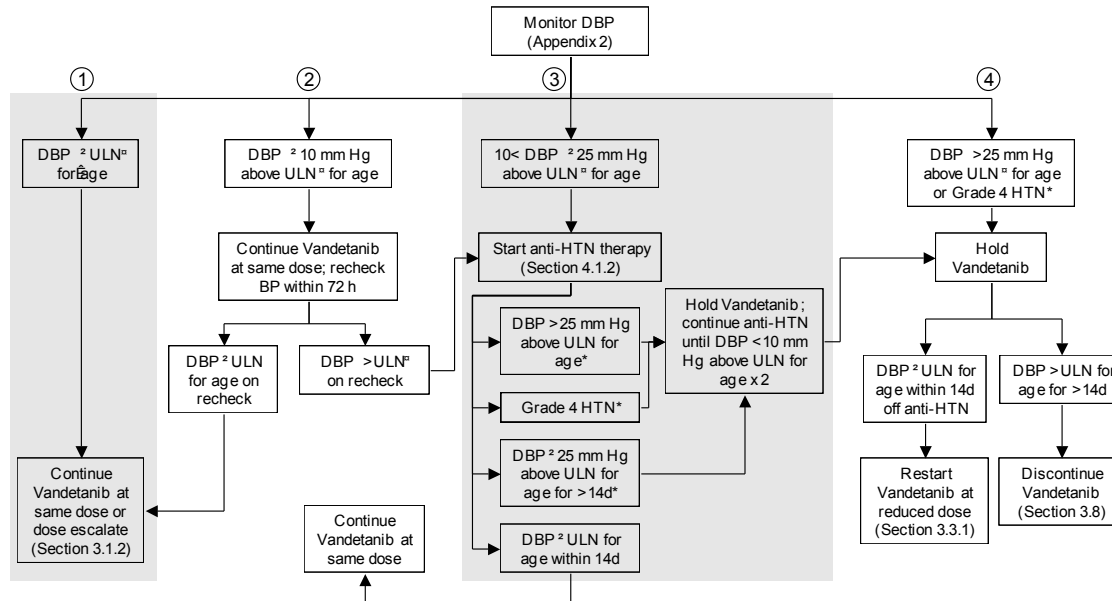 Monitor DBP
(Appendix 2)
①
②
③
④
DBP ² ULN¤
forÊage
DBP ² 10 mm Hg
above ULN¤ for age
10< DBP ² 25 mm Hg
above ULN¤ for age
DBP >25 mm Hg
above ULN¤ for age
or Grade 4 HTN*
Continue Vandetanib
at same dose; recheck
BP within 72 h
Start anti-HTN therapy
(Section 4.1.2)
Hold
Vandetanib
DBP ² ULN
for age on
recheck
DBP >ULN¤
on recheck
DBP >25 mm Hg
above ULN for
age*
Grade 4 HTN*
DBP ² 25 mm Hg
above ULN for
age for >14d*
DBP ² ULN for
age within 14d
Hold Vandetanib;
continue anti-HTN
until DBP <10 mm
Hg above ULN for
age x 2
DBP ² ULN for
age within 14d
off anti-HTN
DBP >ULN for
age for >14d
Continue
Vandetanib at
same dose or
dose escalate
(Section 3.1.2)
Continue
Vandetanib at
same dose
Restart
Vandetanib at
reduced dose
(Section 3.3.1)
Discontinue
Vandetanib
(Section 3.8)